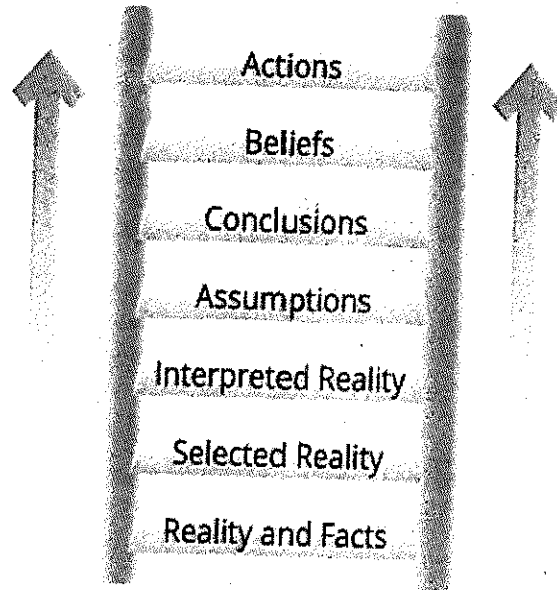 Actions
Beliefs
Conclusions
Assumptions
Interpreted Reality
Selected Reality
Reality and Facts